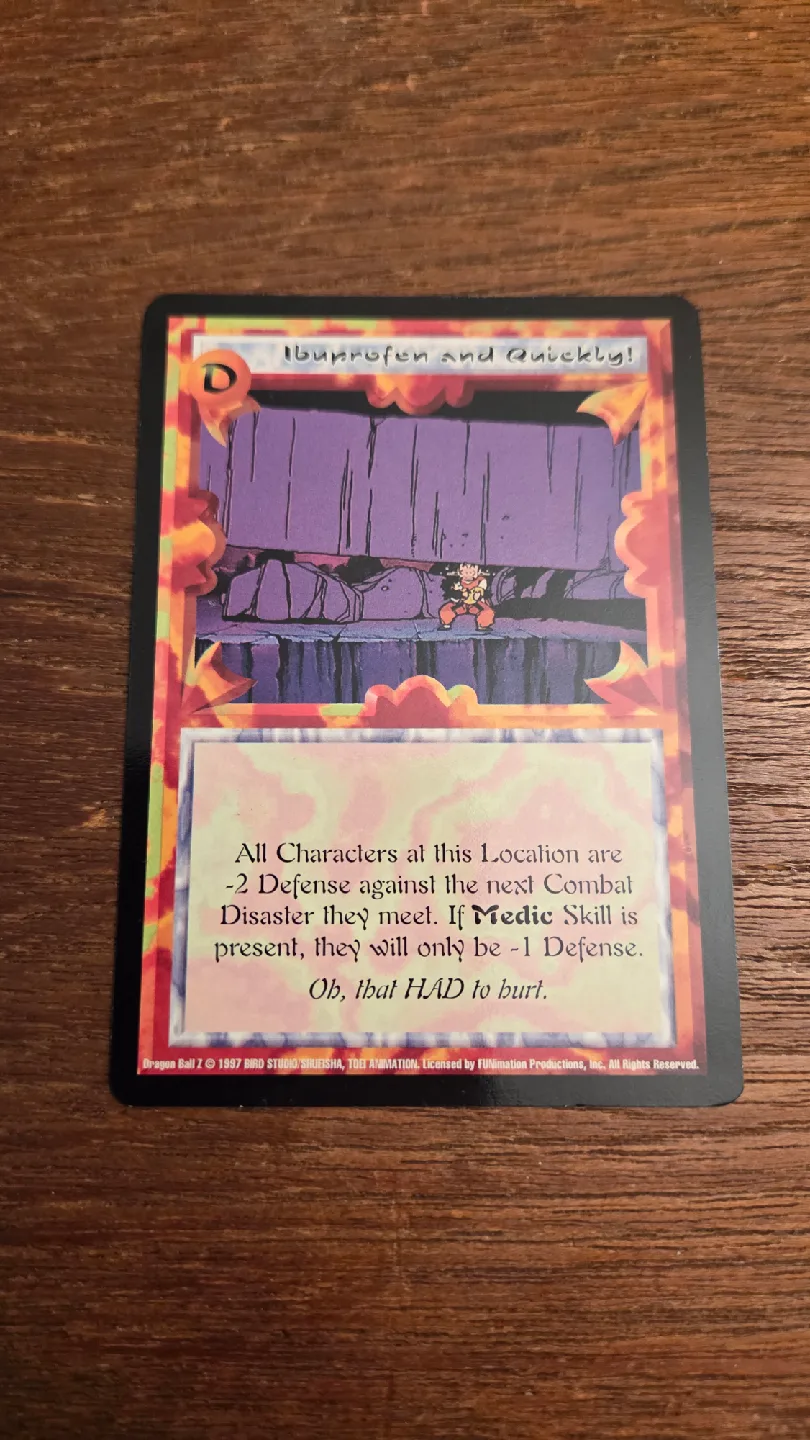 Ibuprofen and Quickly!
D
All Characters at this Location are
-2 Defense against the next Combat
Disaster they meet. If Medic Skill is
present, they will only be -1 Defense.
Oh, that HAD to hurt.
Dragon Ball Z © 1997 BIRD STUDIO/SHUEISHA, TOEI ANIMATION. Licensed by FUNimation Productions, Inc. All Rights Reserved.